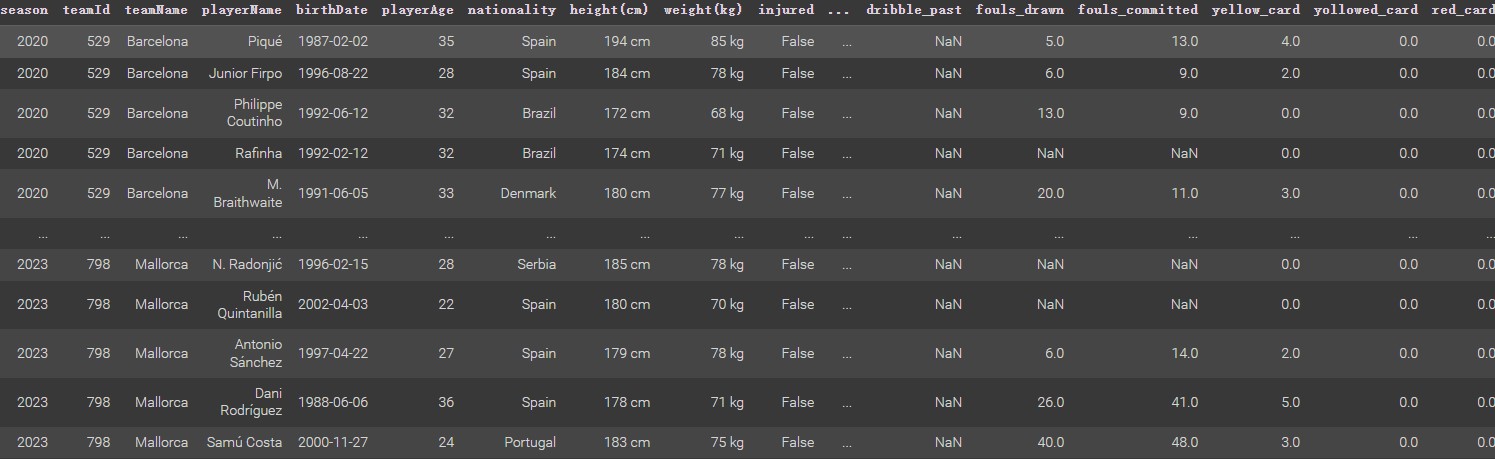 season teamId teamName playerName birthDate playerAge nationality height(cm) weight(kg) injured ... dribble_past fouls_drawn fouls_committed yellow_card yollowed_card red_card
2020 529 Barcelona Piqué 1987-02-02 35 Spain 194 cm 85 kg False ... NaN 5.0 13.0 4.0 0.0 0.0
2020 529 Barcelona Junior Firpo 1996-08-22 28 Spain 184 cm 78 kg False ... NaN 6.0 9.0 2.0 0.0 0.0
Philippe
2020 529 Barcelona Coutinho 1992-06-12 32 Brazil 172 cm 68 kg False ... NaN 13.0 9.0 0.0 0.0 0.0
2020 529 Barcelona Rafinha 1992-02-12 32 Brazil 174 cm 71 kg False ... NaN NaN NaN 0.0 0.0 0.0
M.
2020 529 Barcelona Braithwaite 1991-06-05 33 Denmark 180 cm 77 kg False ... NaN 20.0 11.0 3.0 0.0 0.0
... ... ... ... ... ... ... ... ... ... ... ... ... ... ... ... ...
2023 798 Mallorca N. Radonjić 1996-02-15 28 Serbia 185 cm 78 kg False ... NaN NaN NaN 0.0 0.0 0.0
Rubén
2023 798 Mallorca Quintanilla 2002-04-03 22 Spain 180 cm 70 kg False ... NaN NaN NaN 0.0 0.0 0.0
Antonio
2023 798 Mallorca Sánchez 1997-04-22 27 Spain 179 cm 78 kg False ... NaN 6.0 14.0 2.0 0.0 0.0
Dani
2023 798 Mallorca Rodríguez 1988-06-06 36 Spain 178 cm 71 kg False ... NaN 26.0 41.0 5.0 0.0 0.0
2023 798 Mallorca Samú Costa 2000-11-27 24 Portugal 183 cm 75 kg False ... NaN 40.0 48.0 3.0 0.0 0.0